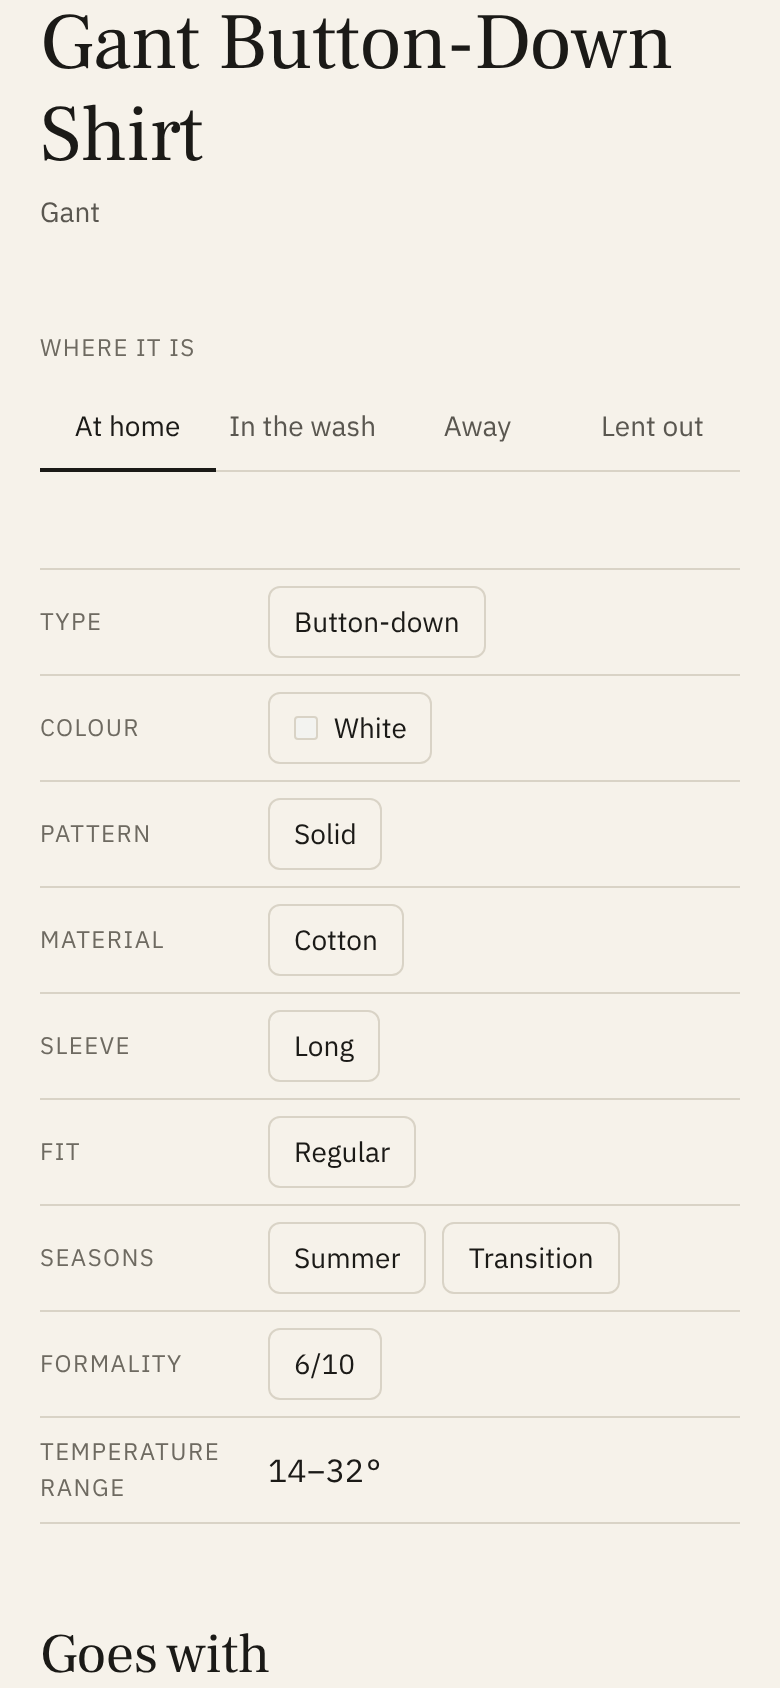 Gant Button-Down
Shirt
Gant
WHERE IT IS
At home In the wash Away Lent out
TYPE Button-down
COLOUR White
PATTERN Solid
MATERIAL Cotton
SLEEVE Long
FIT Regular
SEASONS Summer Transition
FORMALITY 6/10
TEMPERATURE
RANGE 14–32°
Goes with